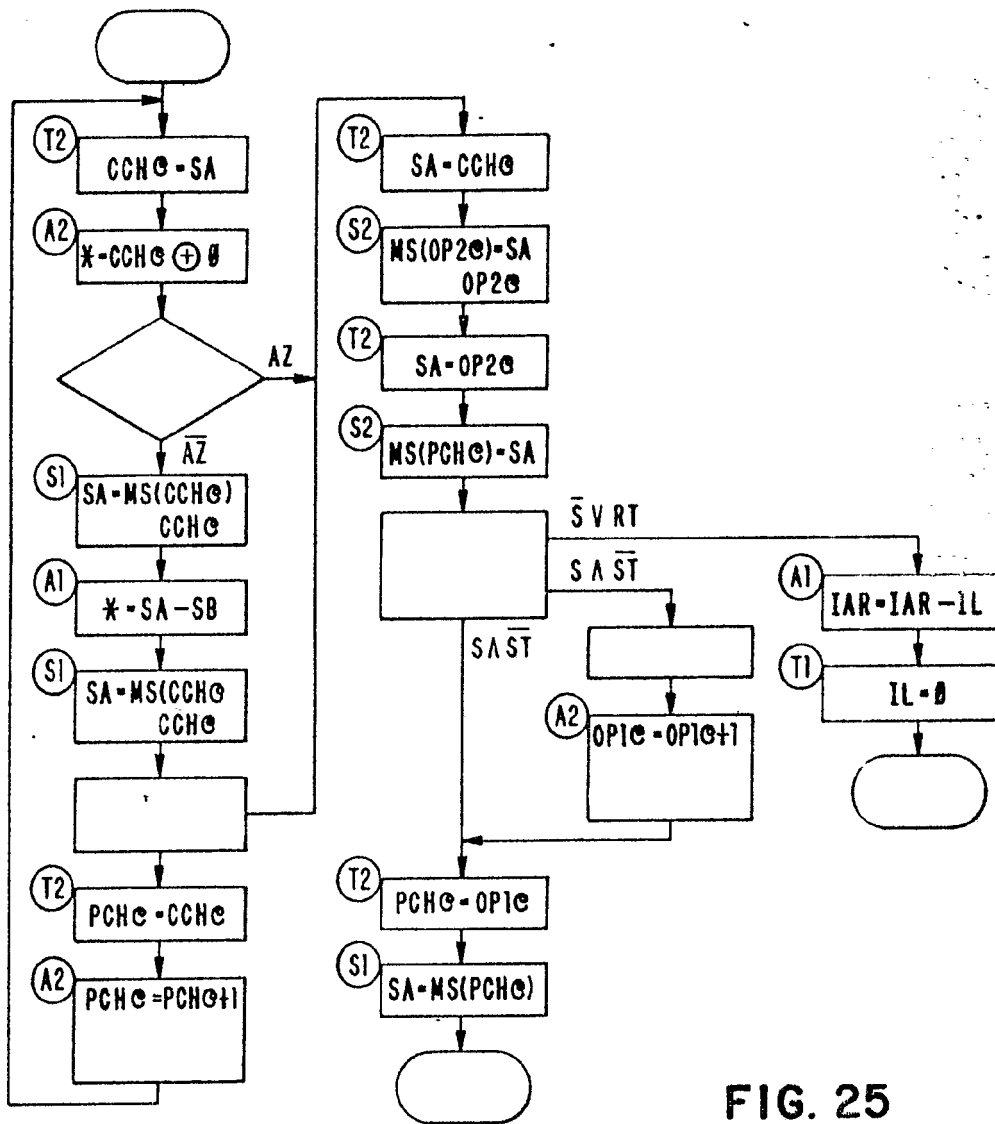 T2
CCH@ = SA
A2
* = CCH@ ⊕ 0
AZ
A̅Z̅
S1
SA = MS(CCH@)
CCH@
A1
* = SA - SB
S1
SA = MS(CCH@
CCH@
T2
PCH@ = CCH@
A2
PCH@ = PCH@+1
T2
SA = CCH@
S2
MS(OP2@) = SA
OP2@
T2
SA = OP2@
S2
MS(PCH@) = SA
S̅ V RT
S Λ S̅T̅
S Λ S̅T̅
A2
OP1@ = OP1@+1
T2
PCH@ = OP1@
S1
SA = MS(PCH@)
A1
IAR = IAR - IL
T1
IL = 0
FIG. 25